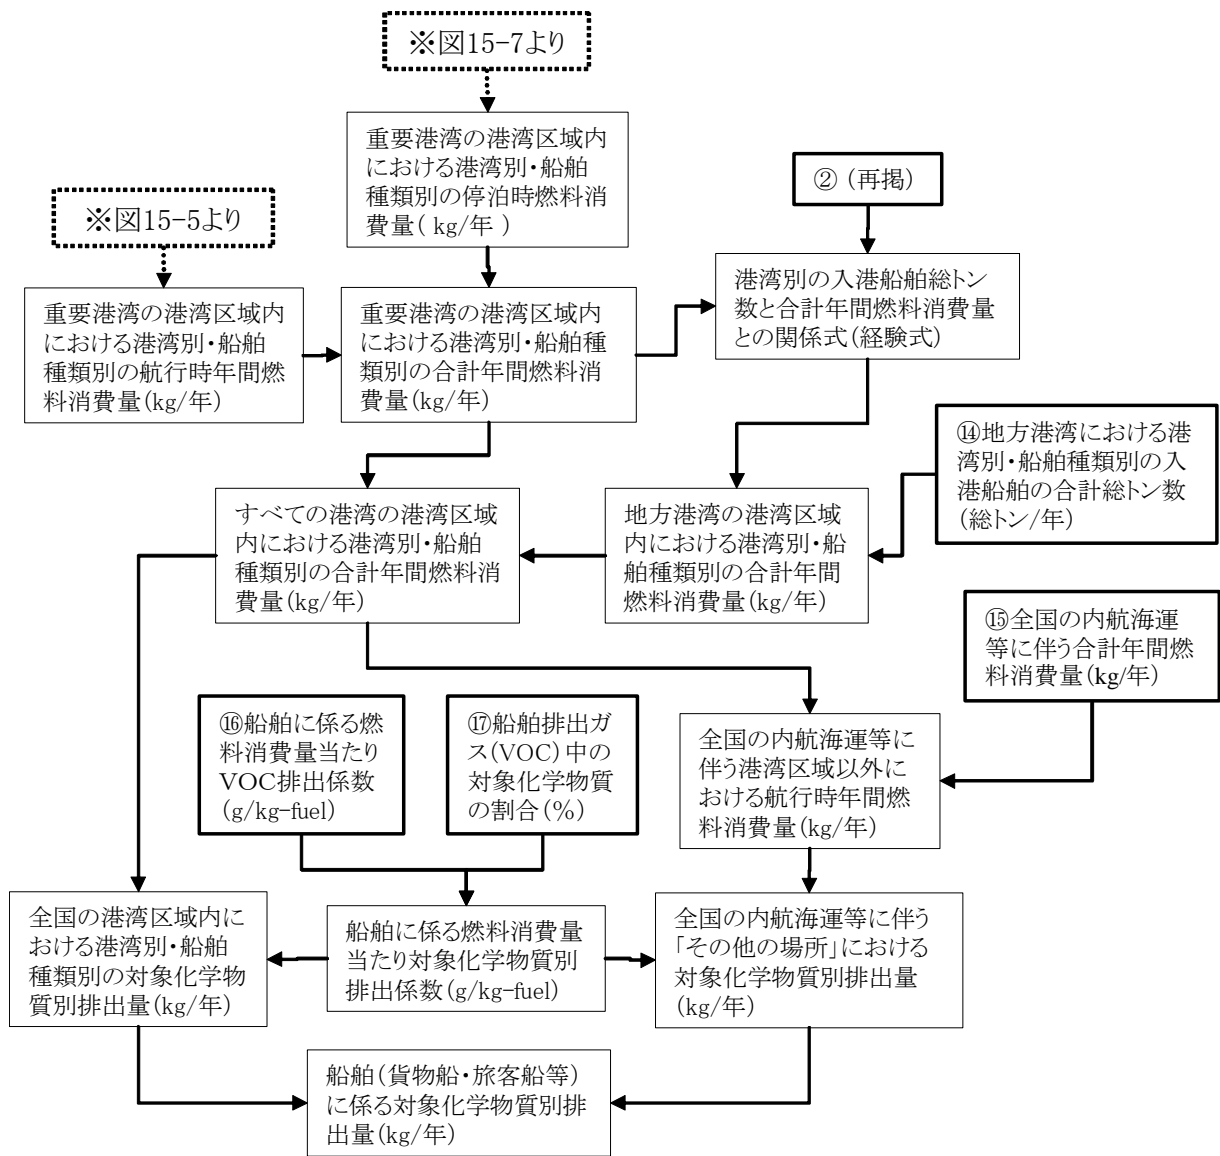 ※図15-7より
重要港湾の港湾区域内
における港湾別・船舶
種類別の停泊時燃料消
費量( kg/年 )
②（再掲）
※図15-5より
港湾別の入港船舶総トン
数と合計年間燃料消費量
との関係式(経験式)
重要港湾の港湾区域内
における港湾別・船舶
種類別の航行時年間燃
料消費量(kg/年)
重要港湾の港湾区域内
における港湾別・船舶種
類別の合計年間燃料消
費量(kg/年)
⑭地方港湾における港
湾別・船舶種類別の入
港船舶の合計総トン数
(総トン/年)
すべての港湾の港湾区域
内における港湾別・船舶
種類別の合計年間燃料消
費量(kg/年)
地方港湾の港湾区域
内における港湾別・船
舶種類別の合計年間
燃料消費量(kg/年)
⑮全国の内航海運
等に伴う合計年間燃
料消費量(kg/年)
⑯船舶に係る燃
料消費量当たり
VOC排出係数
(g/kg-fuel)
⑰船舶排出ガ
ス(VOC)中の
対象化学物質
の割合(%)
全国の内航海運等に
伴う港湾区域以外に
おける航行時年間燃
料消費量(kg/年)
全国の港湾区域内に
おける港湾別・船舶
種類別の対象化学物
質別排出量(kg/年)
船舶に係る燃料消費量
当たり対象化学物質別
排出係数(g/kg-fuel)
全国の内航海運等に伴う
「その他の場所」における
対象化学物質別排出量
(kg/年)
船舶(貨物船・旅客船等)
に係る対象化学物質別排
出量(kg/年)